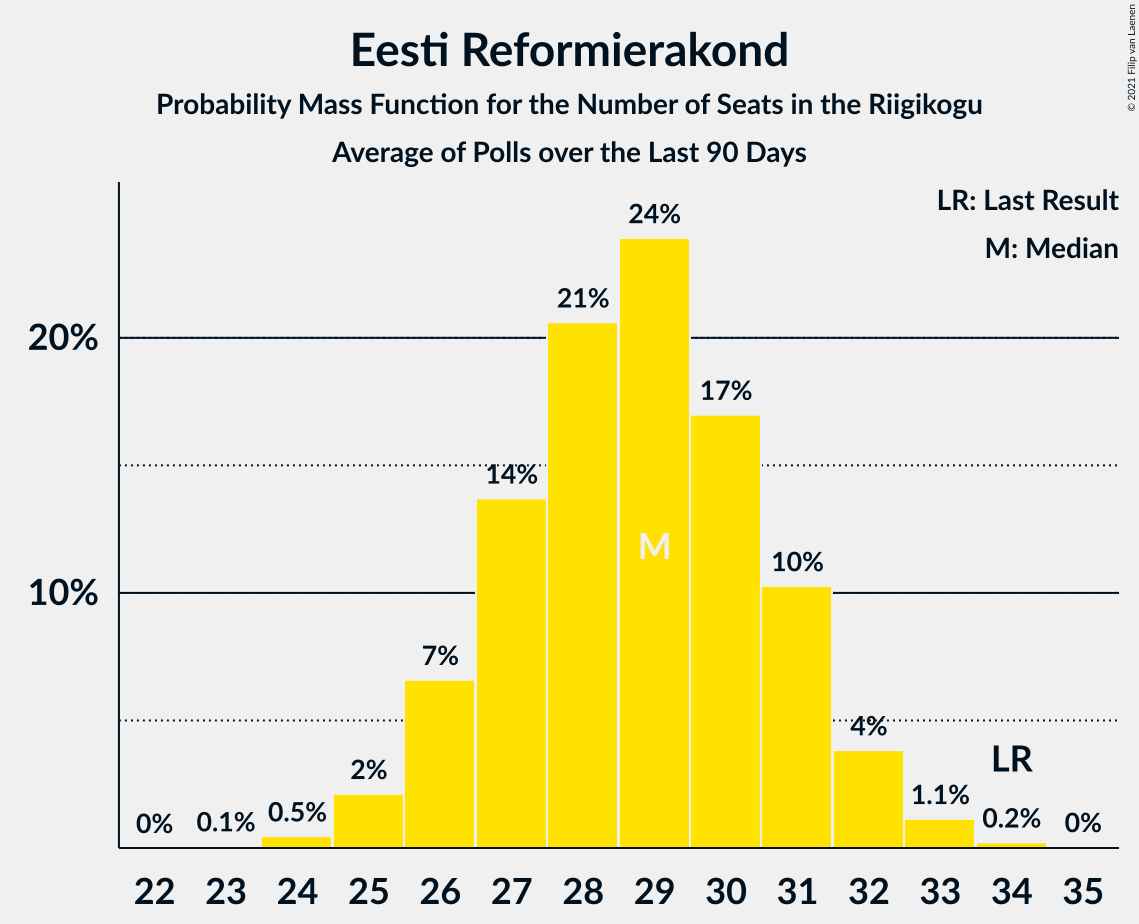 Eesti Reformierakond
Probability Mass Function for the Number of Seats in the Riigikogu
Average of Polls over the Last 90 Days
© 2021 Filip van Laenen
LR: Last Result
M: Median
24%
21%
20%
17%
14%
M
10%
10%
7%
4%
LR
2%
1.1%
0.5%
0.2%
0%
0.1%
0%
22 23 24 25 26 27 28 29 30 31 32 33 34 35